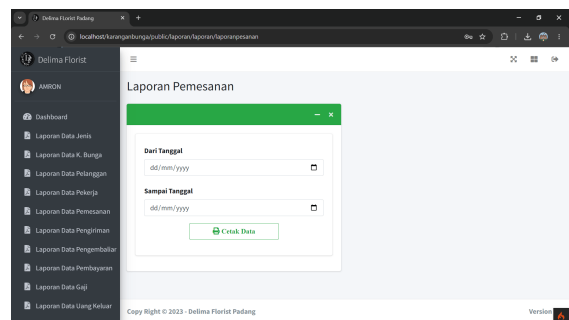 Delima Florist Padang
localhost/karanganbunga/public/laporan/laporan/laporanpesanan
Delima Florist
AMRON
Laporan Pemesanan
Dashboard
Laporan Data Jenis
Laporan Data K. Bunga
Laporan Data Pelanggan
Laporan Data Pekerja
Laporan Data Pemesanan
Laporan Data Pengiriman
Laporan Data Pengembaliar
Laporan Data Pembayaran
Laporan Data Gaji
Laporan Data Uang Keluar
Dari Tanggal
dd/mm/yyyy
Sampai Tanggal
dd/mm/yyyy
Cetak Data
Copy Right © 2023 - Delima Florist Padang
Version